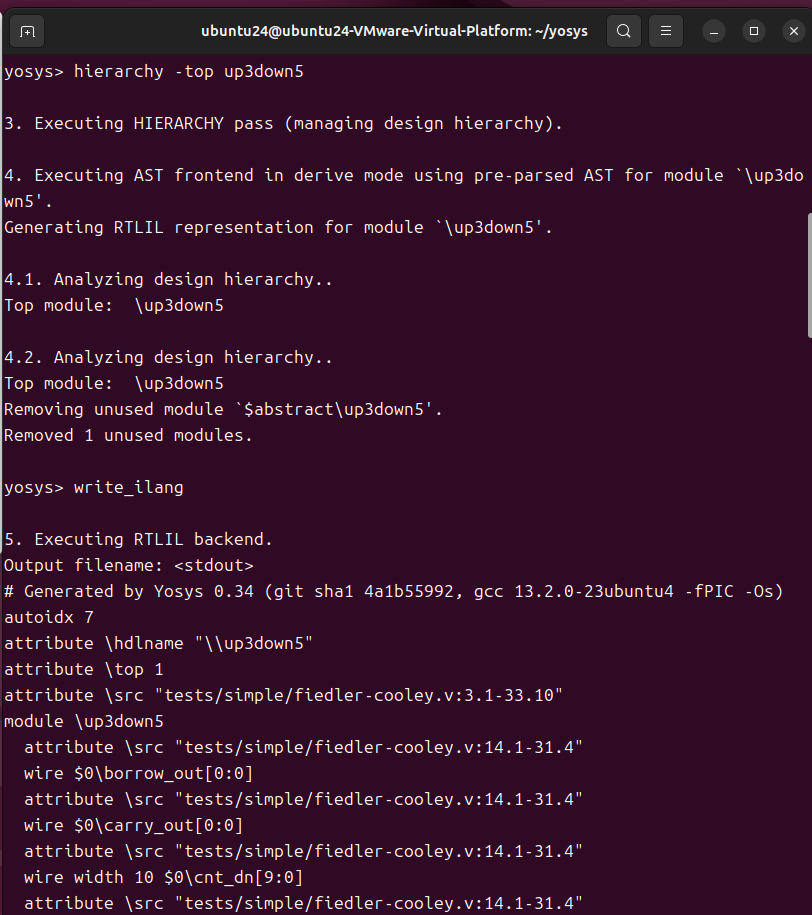 ubuntu24@ubuntu24-VMware-Virtual-Platform: ~/yosys
yosys> hierarchy -top up3down5
3. Executing HIERARCHY pass (managing design hierarchy).
4. Executing AST frontend in derive mode using pre-parsed AST for module `\up3do
wn5'.
Generating RTLIL representation for module `\up3down5'.
4.1. Analyzing design hierarchy..
Top module:  \up3down5
4.2. Analyzing design hierarchy..
Top module:  \up3down5
Removing unused module `$abstract\up3down5'.
Removed 1 unused modules.
yosys> write_ilang
5. Executing RTLIL backend.
Output filename: <stdout>
# Generated by Yosys 0.34 (git sha1 4a1b55992, gcc 13.2.0-23ubuntu4 -fPIC -Os)
autoidx 7
attribute \hdlname "\\up3down5"
attribute \top 1
attribute \src "tests/simple/fiedler-cooley.v:3.1-33.10"
module \up3down5
  attribute \src "tests/simple/fiedler-cooley.v:14.1-31.4"
  wire $0\borrow_out[0:0]
  attribute \src "tests/simple/fiedler-cooley.v:14.1-31.4"
  wire $0\carry_out[0:0]
  attribute \src "tests/simple/fiedler-cooley.v:14.1-31.4"
  wire width 10 $0\cnt_dn[9:0]
  attribute \src "tests/simple/fiedler-cooley.v:14.1-31.4"